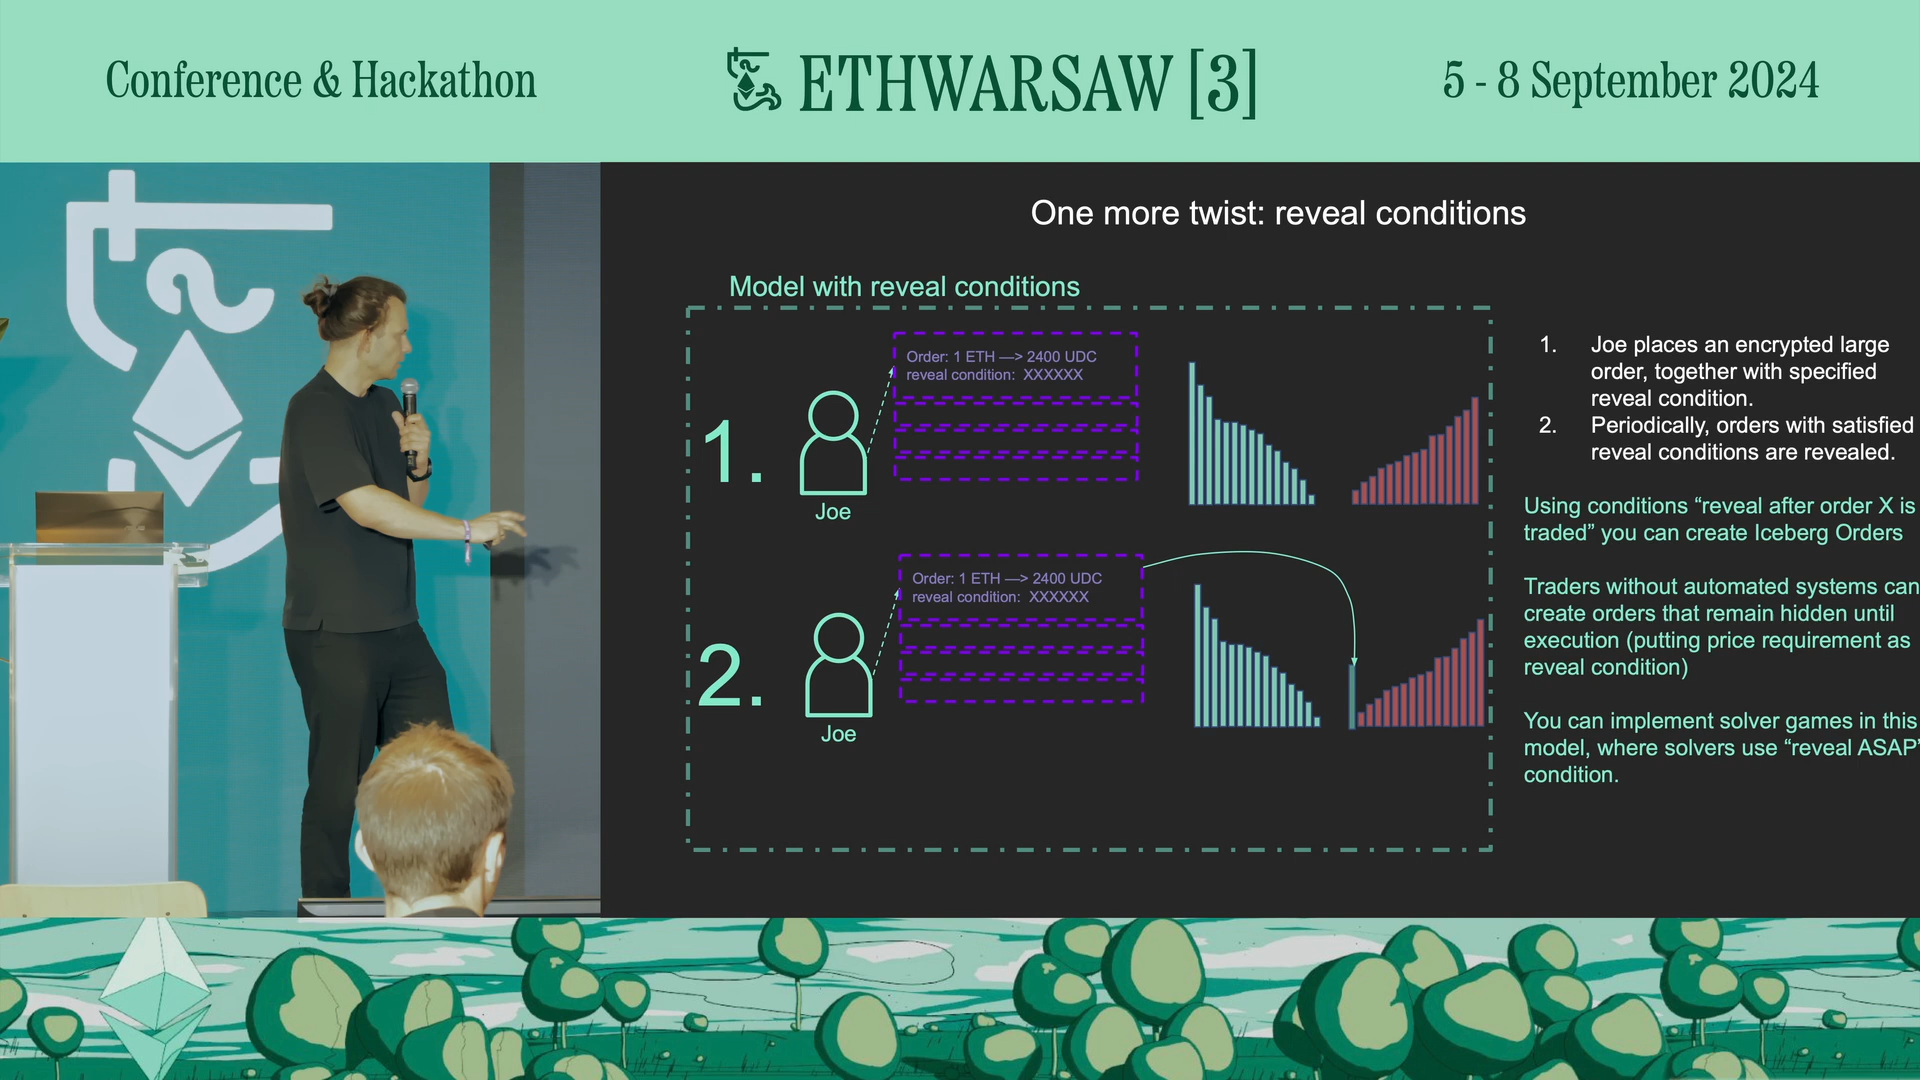 Conference & Hackathon
ETHWARSAW [3]
5 - 8 September 2024
One more twist: reveal conditions
Model with reveal conditions
1.
Joe
Order: 1 ETH —> 2400 UDC
reveal condition: XXXXXX
2.
Joe
Order: 1 ETH —> 2400 UDC
reveal condition: XXXXXX
1. Joe places an encrypted large
order, together with specified
reveal condition.
2. Periodically, orders with satisfied
reveal conditions are revealed.
Using conditions “reveal after order X is
traded” you can create Iceberg Orders
Traders without automated systems can
create orders that remain hidden until
execution (putting price requirement as
reveal condition)
You can implement solver games in this
model, where solvers use “reveal ASAP”
condition.